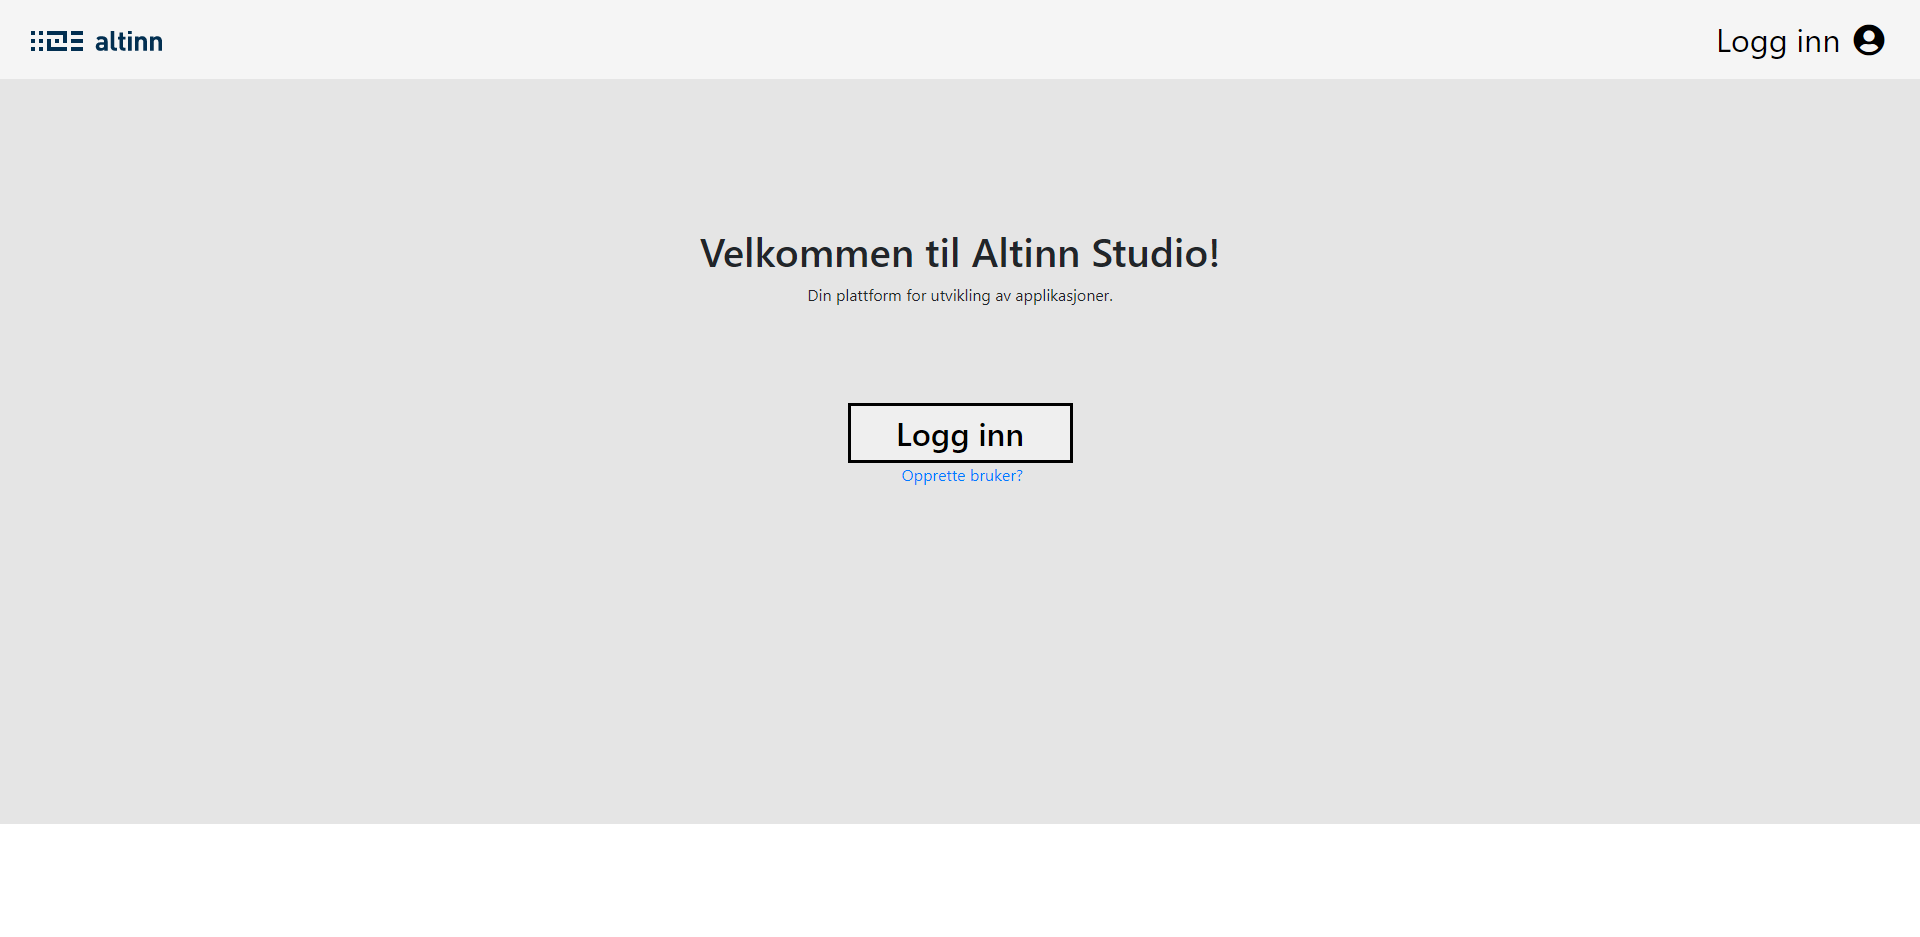 altinn
Logg inn
Velkommen til Altinn Studio!
Din plattform for utvikling av applikasjoner.
Logg inn
Opprette bruker?